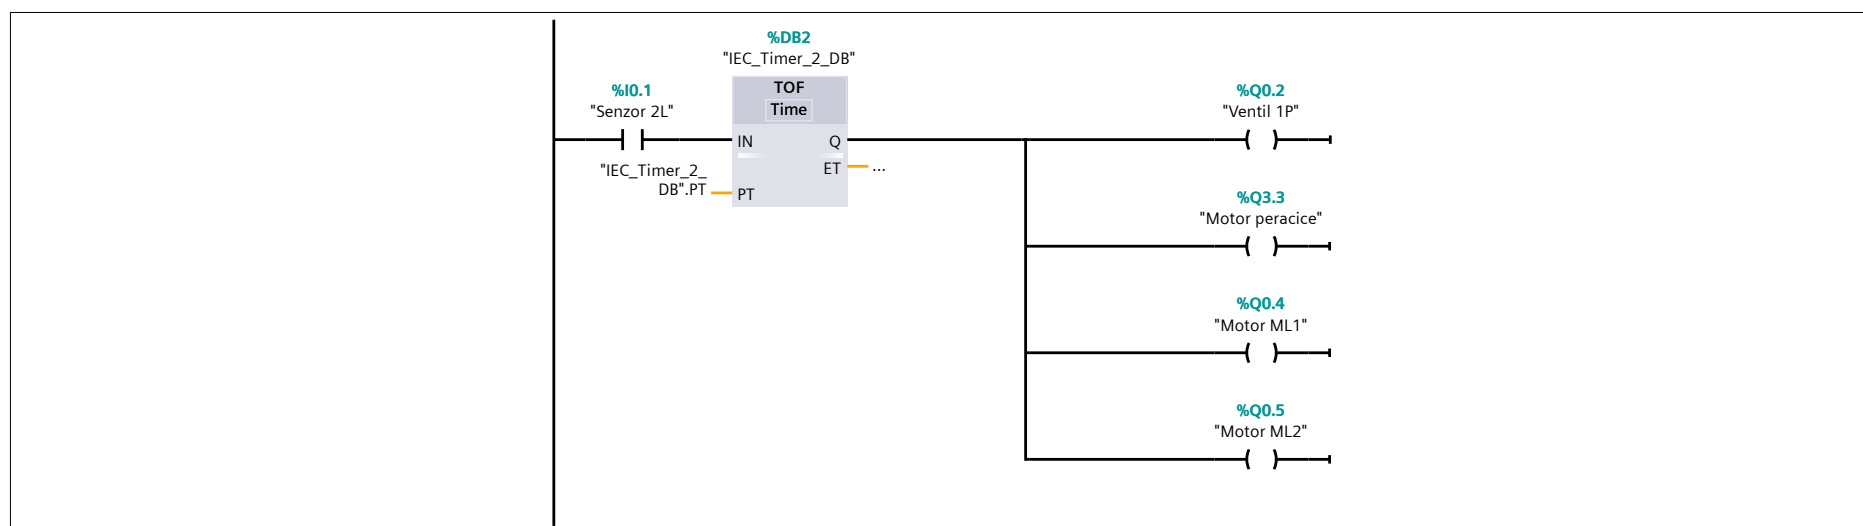 %DB2
"IEC_Timer_2_DB"
TOF
Time
%I0.1
"Senzor 2L"
IN
Q
"IEC_Timer_2_
DB".PT
PT
ET
...
%Q0.2
"Ventil 1P"
%Q3.3
"Motor peracice"
%Q0.4
"Motor ML1"
%Q0.5
"Motor ML2"